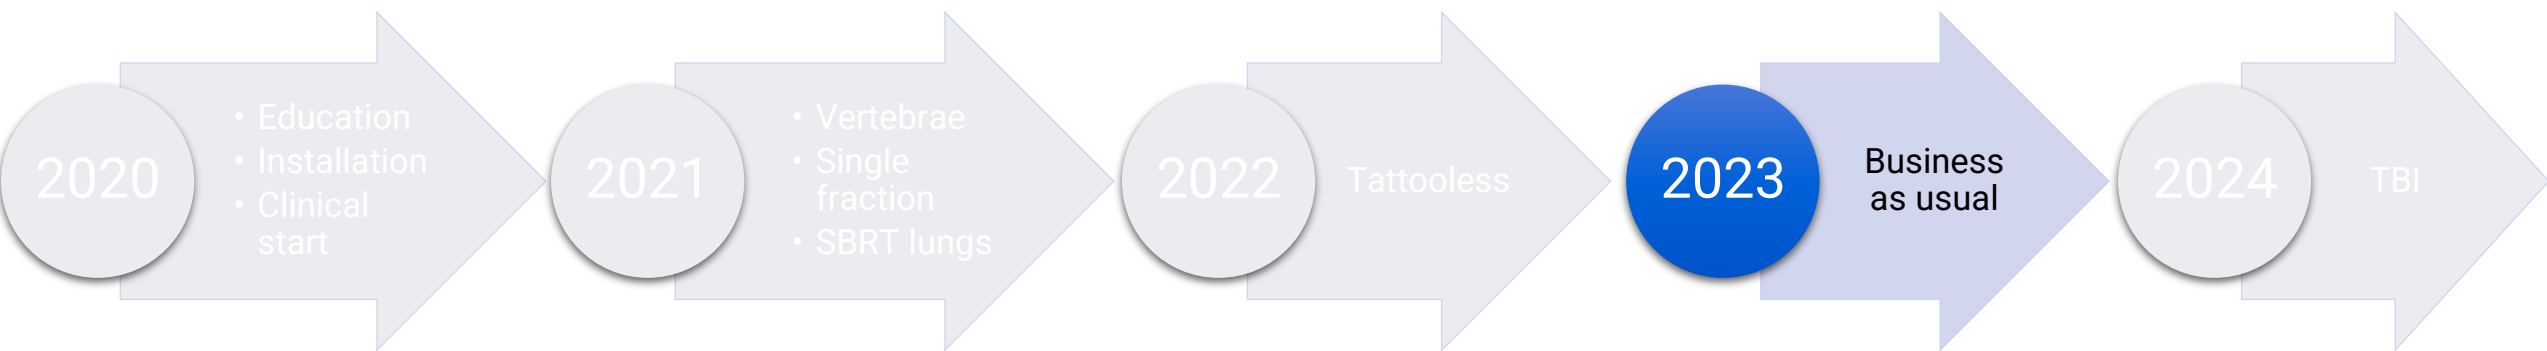 2020
• Education
• Installation
• Clinical
start
2021
• Vertebrae
• Single
fraction
• SBRT lungs
2022
Tattooless
2023
Business
as usual
2024
TBI